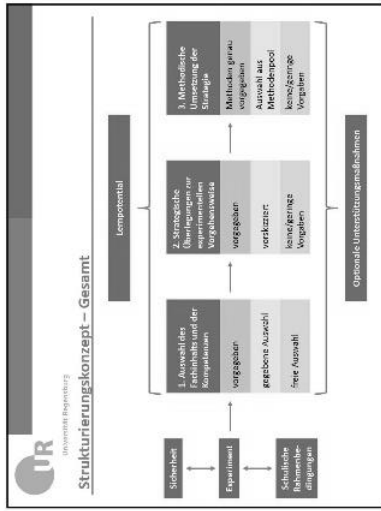 UR
Universität Regensburg
Strukturierungskonzept – Gesamt
Lernpotential
Sicherheit
Experiment
Schulische
Rahmenbe-
dingungen
1. Auswahl des
Fachinhalts und der
Kompetenzen
vorgegeben
gegebene Auswahl
freie Auswahl
2. Strategische
Überlegungen zur
experimentellen
Vorgehensweise
vorgegeben
vorskizziert
keine/geringe
Vorgaben
3. Methodische
Umsetzung der
Strategie
Methoden genau
vorgegeben
Auswahl aus
Methodenpool
keine/geringe
Vorgaben
Optionale Unterstützungsmaßnahmen